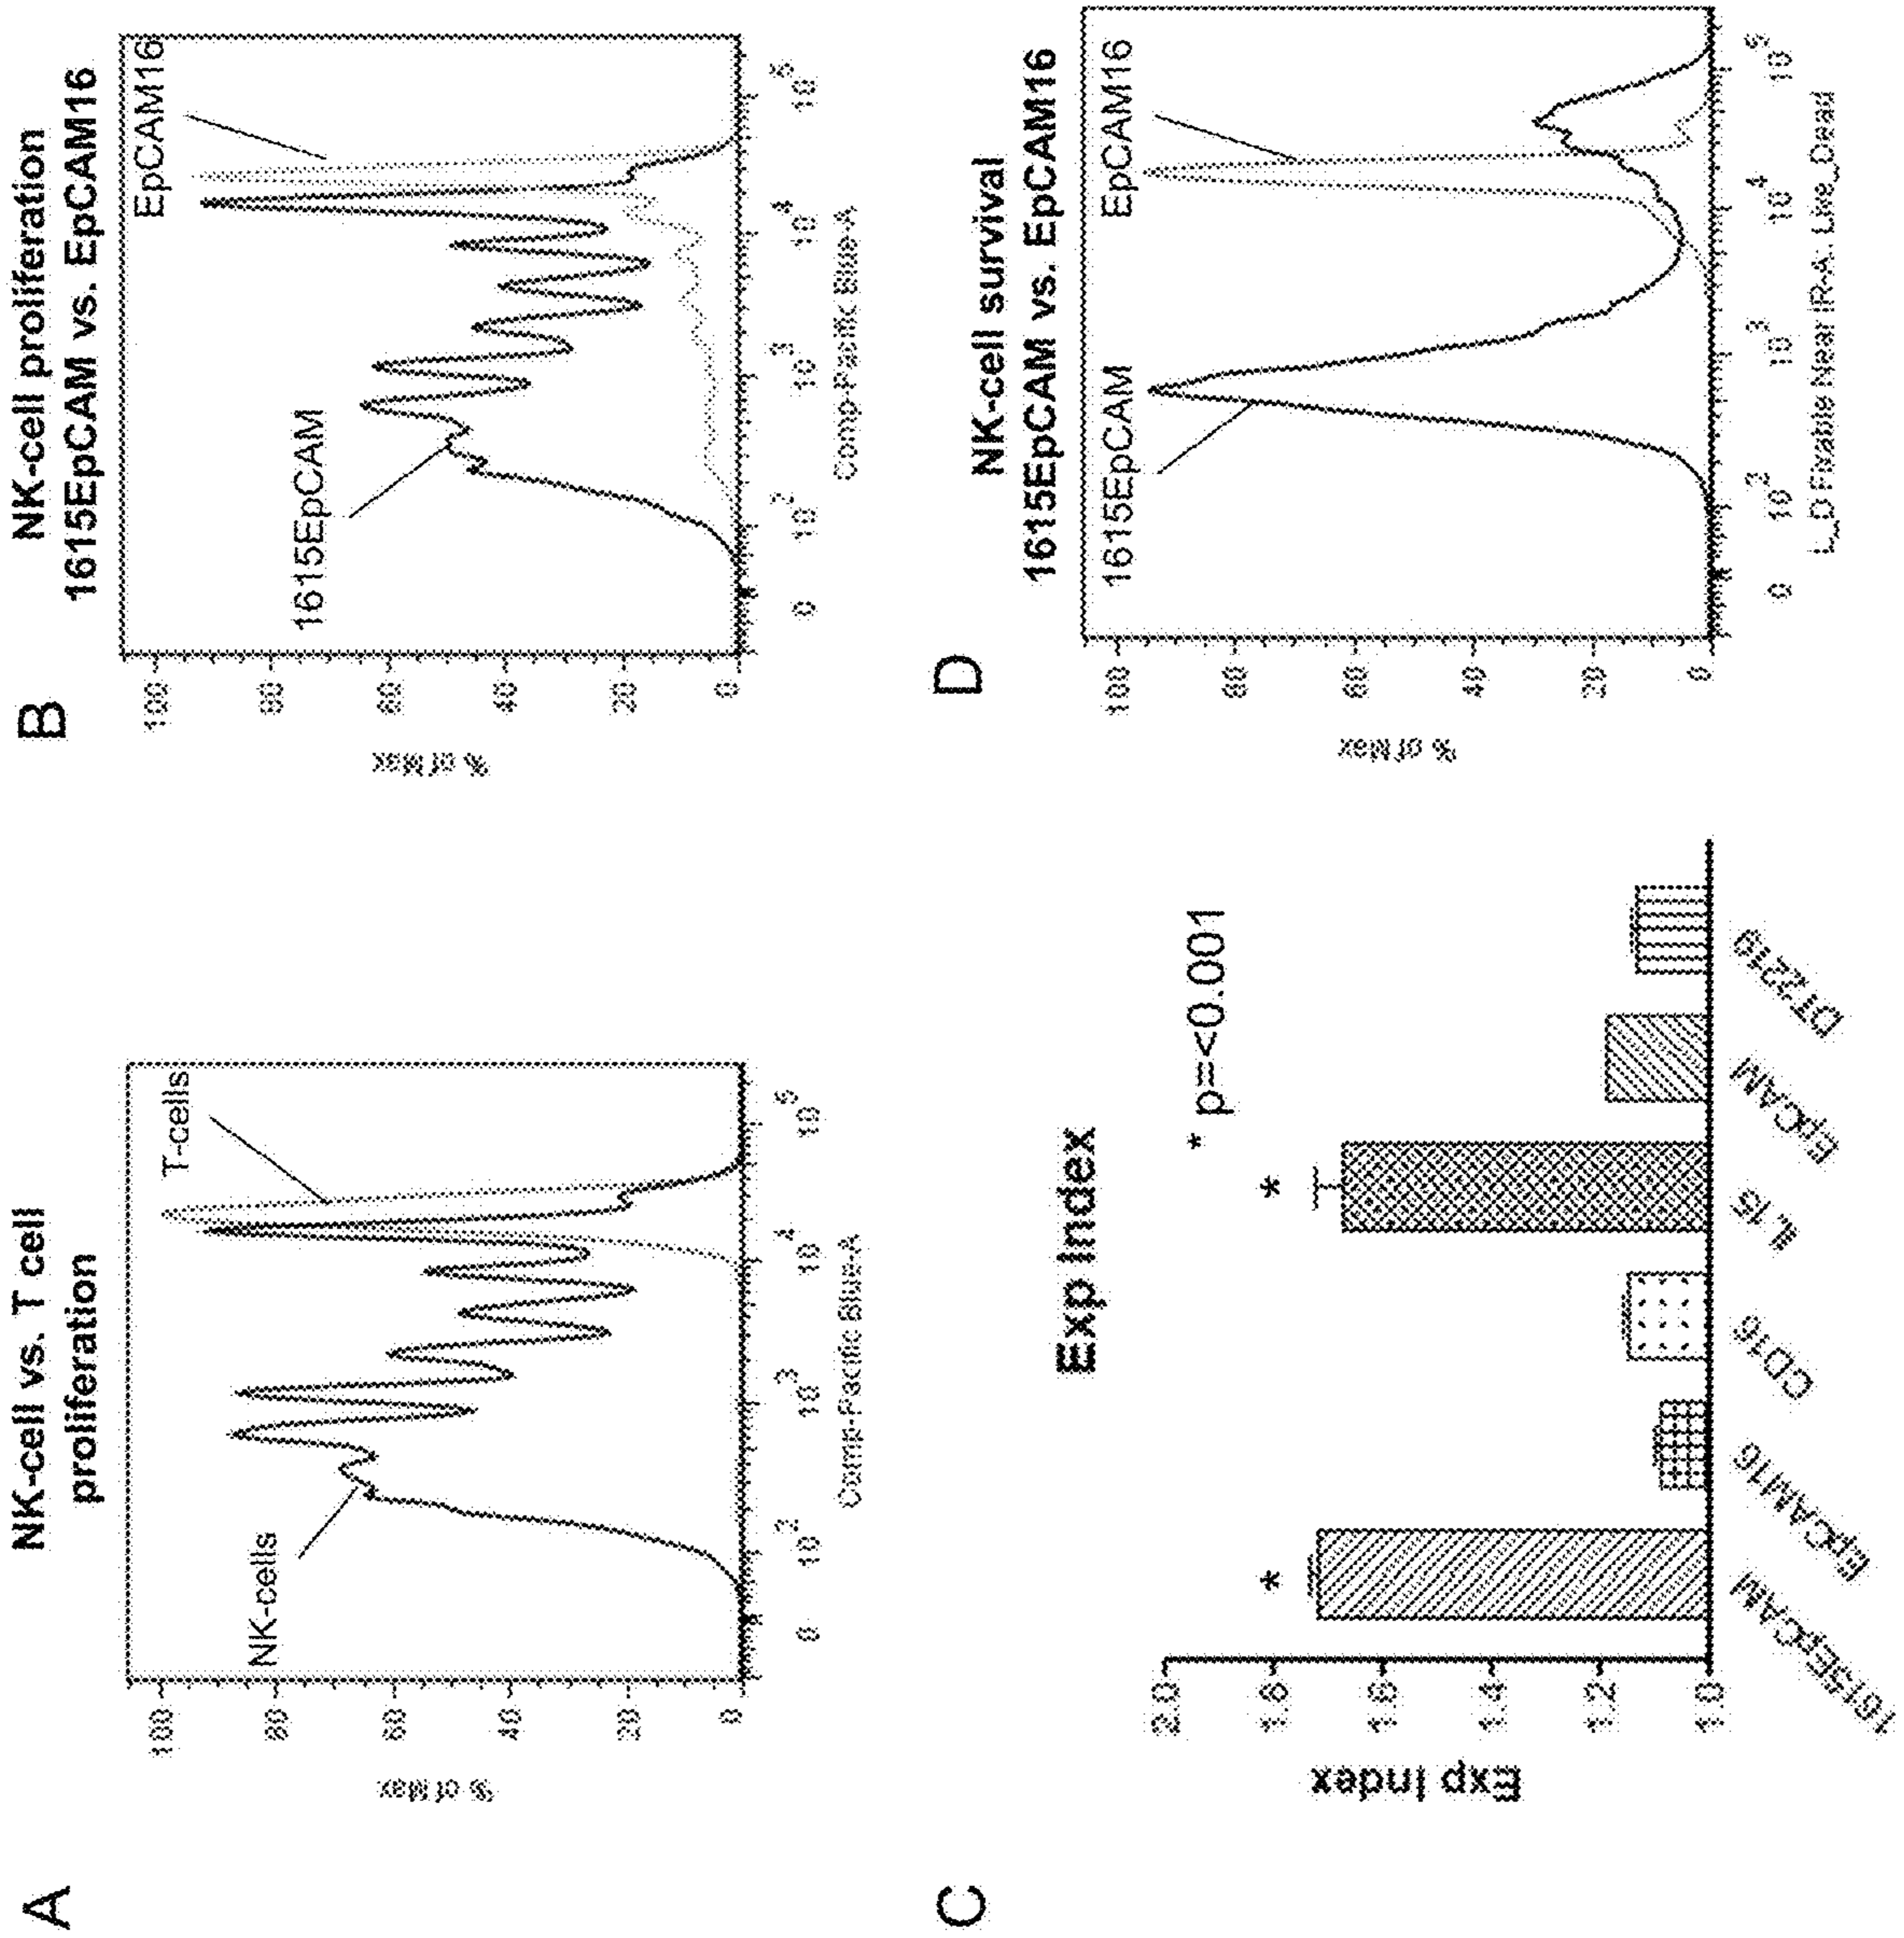 A
NK-cell vs. T cell
proliferation
NK-cells
T-cells
% of Max
100
80
60
40
20
0
0
10^2
10^3
10^4
10^5
Comp-Pacific Blue-A
B
NK-cell proliferation
1615EpCAM vs. EpCAM16
1615EpCAM
EpCAM16
% of Max
100
80
60
40
20
0
0
10^2
10^3
10^4
10^5
Comp-Pacific Blue-A
C
Exp Index
* p=<0.001
*
*
Exp Index
2.0
1.8
1.6
1.4
1.2
1.0
1615EpCAM
EpCAM16
CD16
IL15
EpCAM
DT2219
D
NK-cell survival
1615EpCAM vs. EpCAM16
1615EpCAM
EpCAM16
% of Max
100
80
60
40
20
0
0
10^2
10^3
10^4
10^5
L_D Fixable Near IR-A: Live_Dead